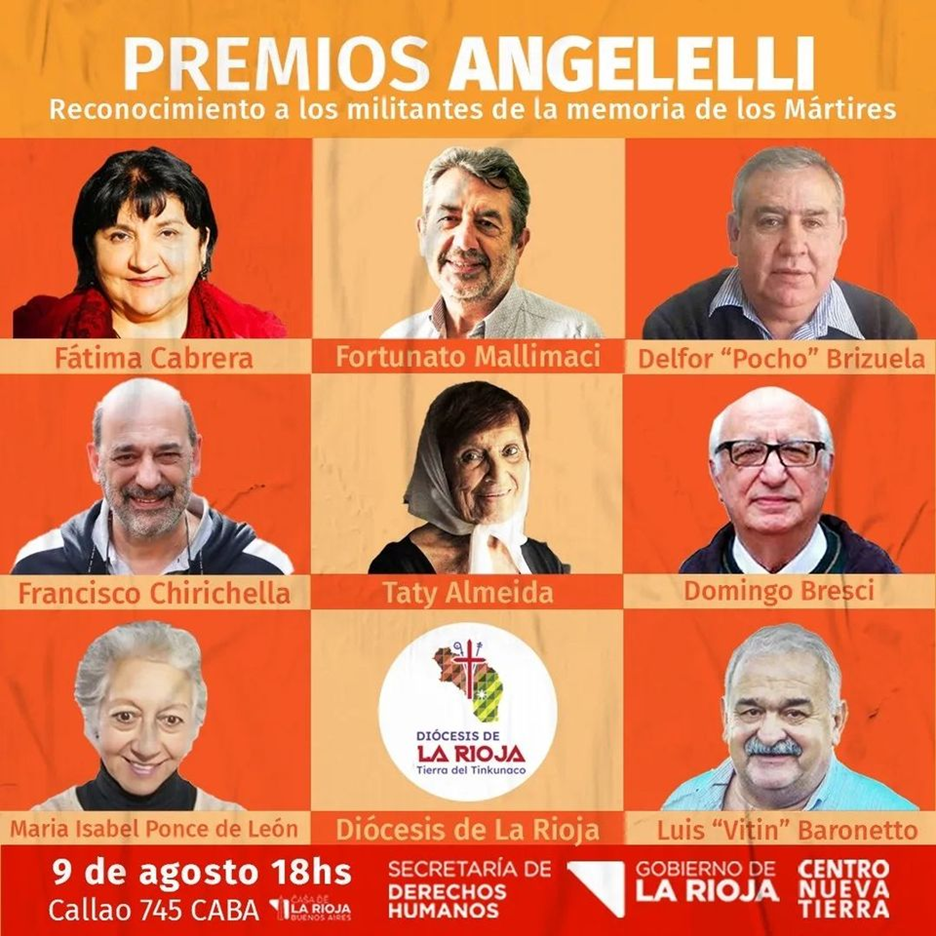 PREMIOS ANGELELLI
Reconocimiento a los militantes de la memoria de los Mártires
Fátima Cabrera
Fortunato Mallimaci
Delfor “Pocho” Brizuela
Francisco Chirichella
Taty Almeida
Domingo Bresci
DIÓCESIS DE
LA RIOJA
Tierra del Tinkunaco
Maria Isabel Ponce de León
Diócesis de La Rioja
Luis “Vitin” Baronetto
9 de agosto 18hs
Callao 745 CABA
CASA DE
LA RIOJA
BUENOS AIRES
SECRETARÍA DE
DERECHOS
HUMANOS
GOBIERNO DE
LA RIOJA
CENTRO
NUEVA
TIERRA